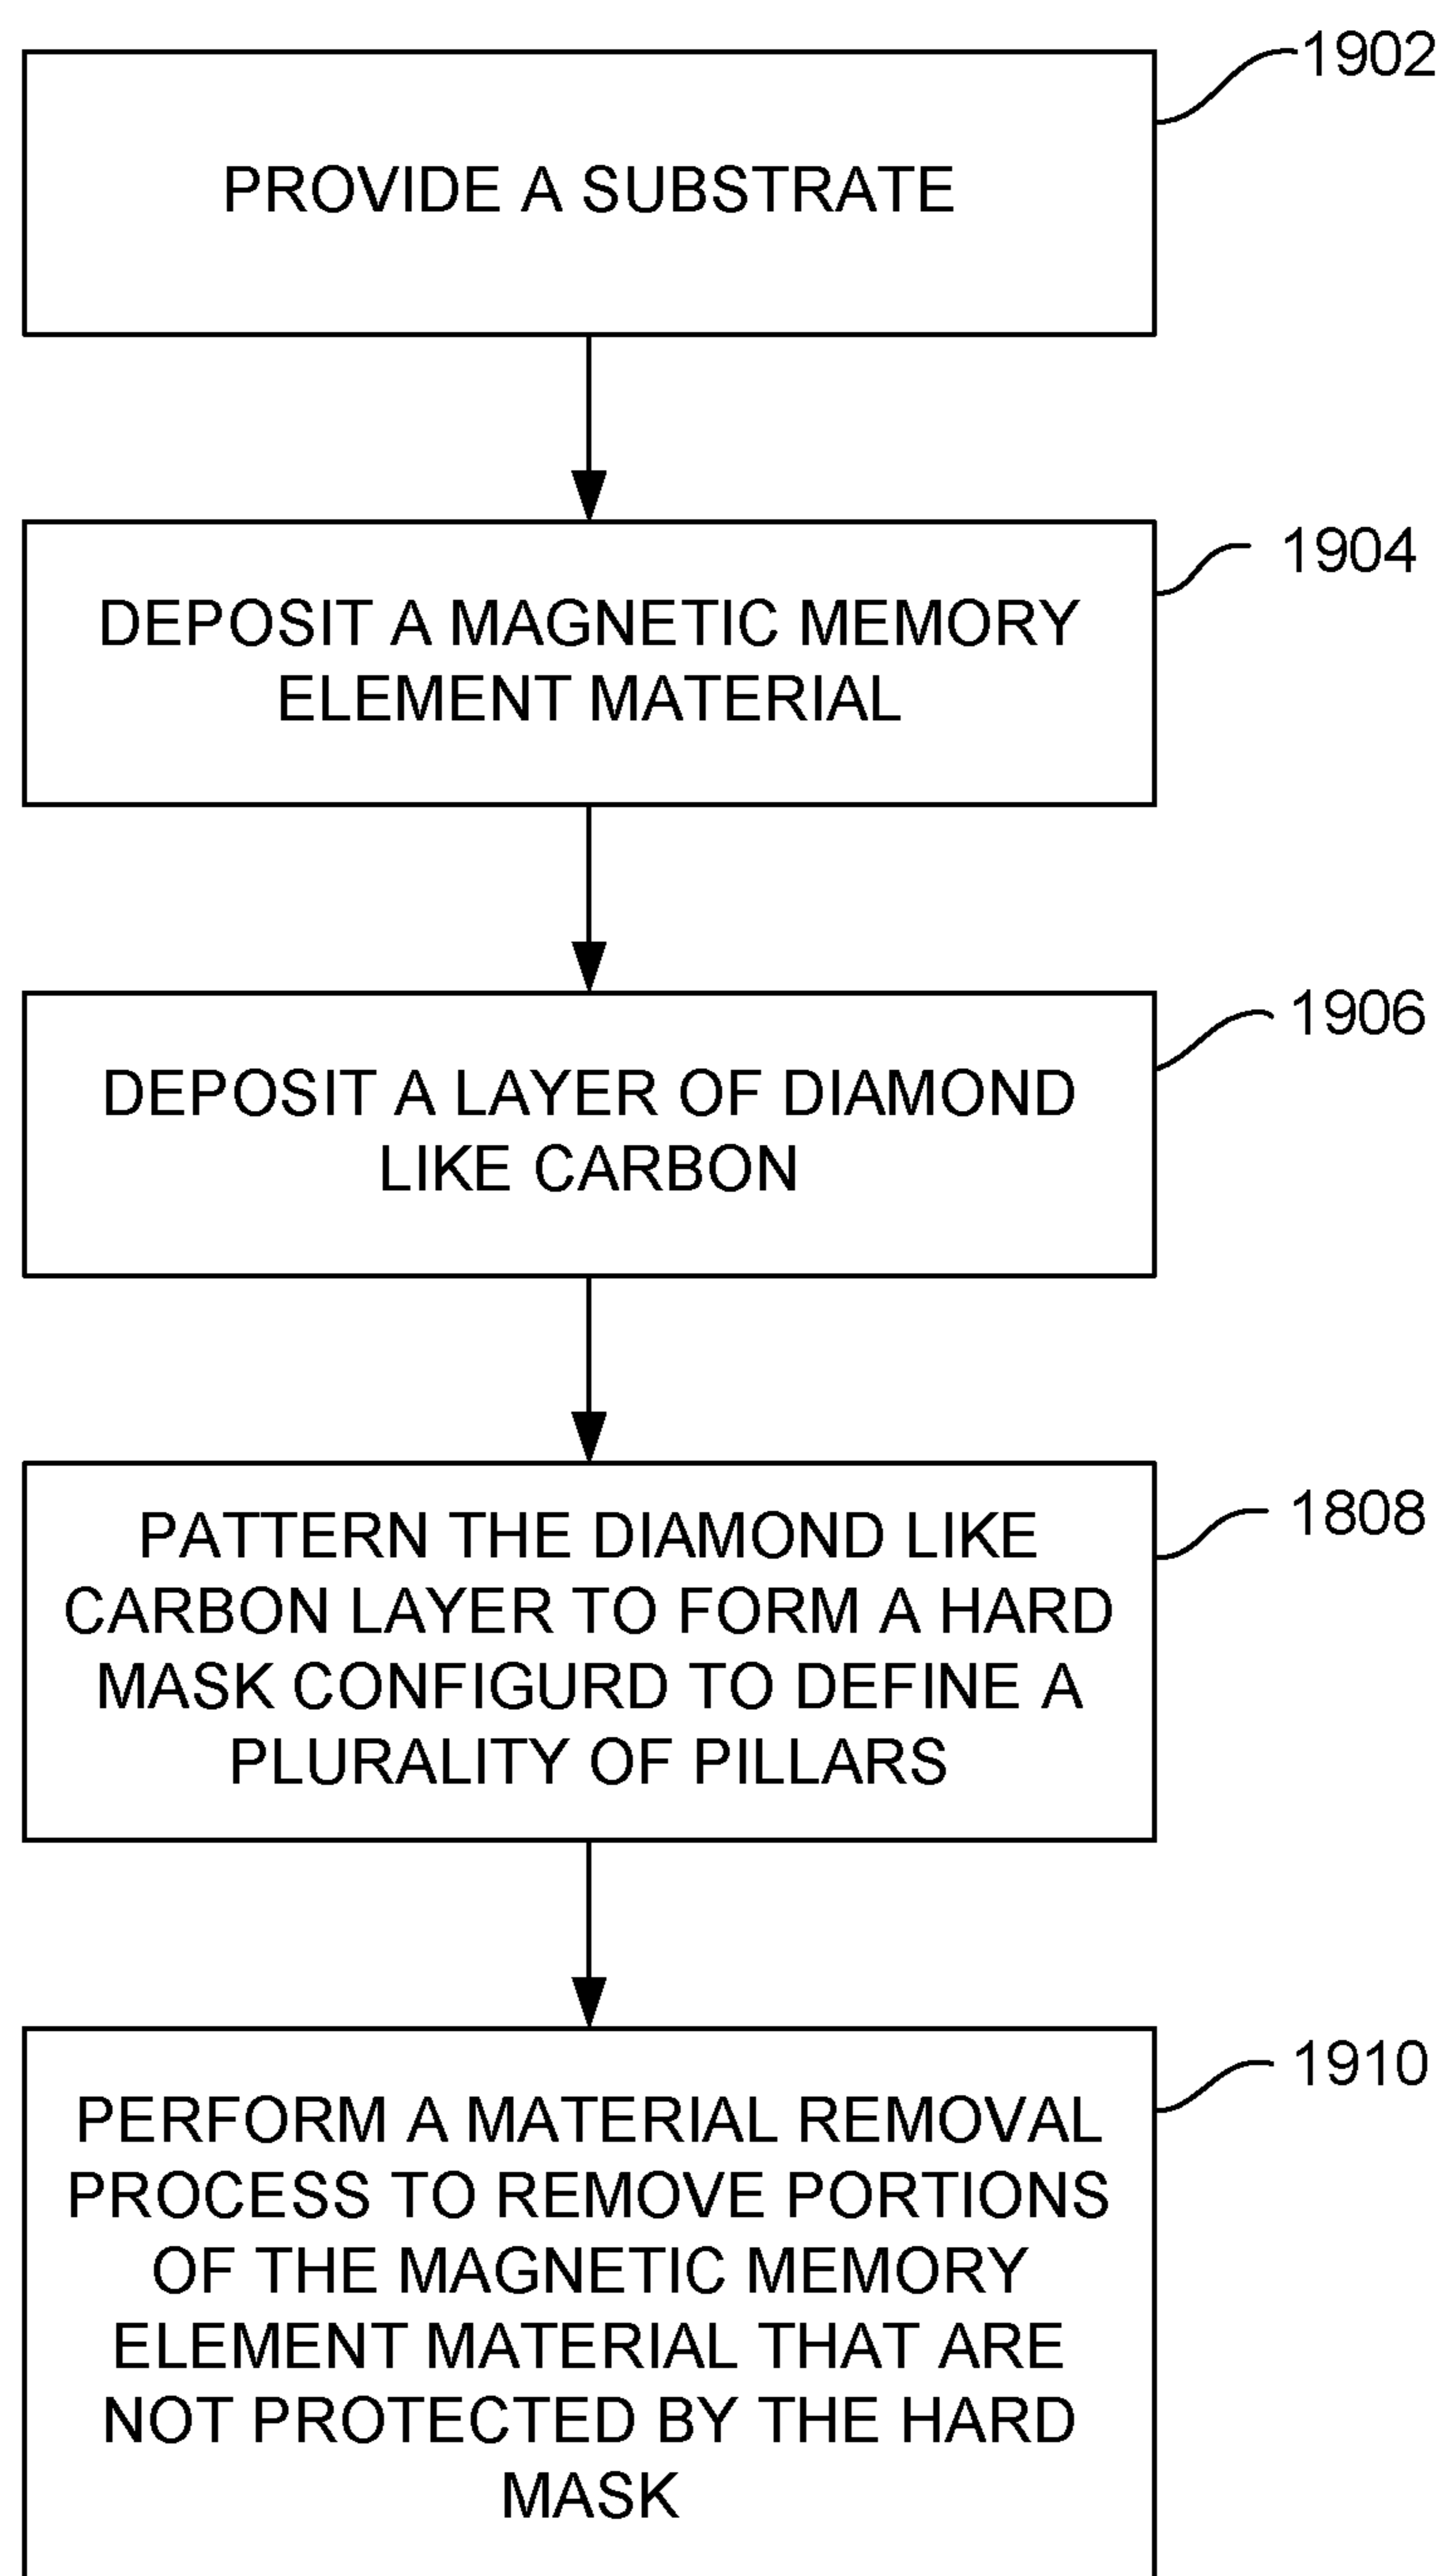 1902
PROVIDE A SUBSTRATE
1904
DEPOSIT A MAGNETIC MEMORY
ELEMENT MATERIAL
1906
DEPOSIT A LAYER OF DIAMOND
LIKE CARBON
1808
PATTERN THE DIAMOND LIKE
CARBON LAYER TO FORM A HARD
MASK CONFIGURD TO DEFINE A
PLURALITY OF PILLARS
1910
PERFORM A MATERIAL REMOVAL
PROCESS TO REMOVE PORTIONS
OF THE MAGNETIC MEMORY
ELEMENT MATERIAL THAT ARE
NOT PROTECTED BY THE HARD
MASK